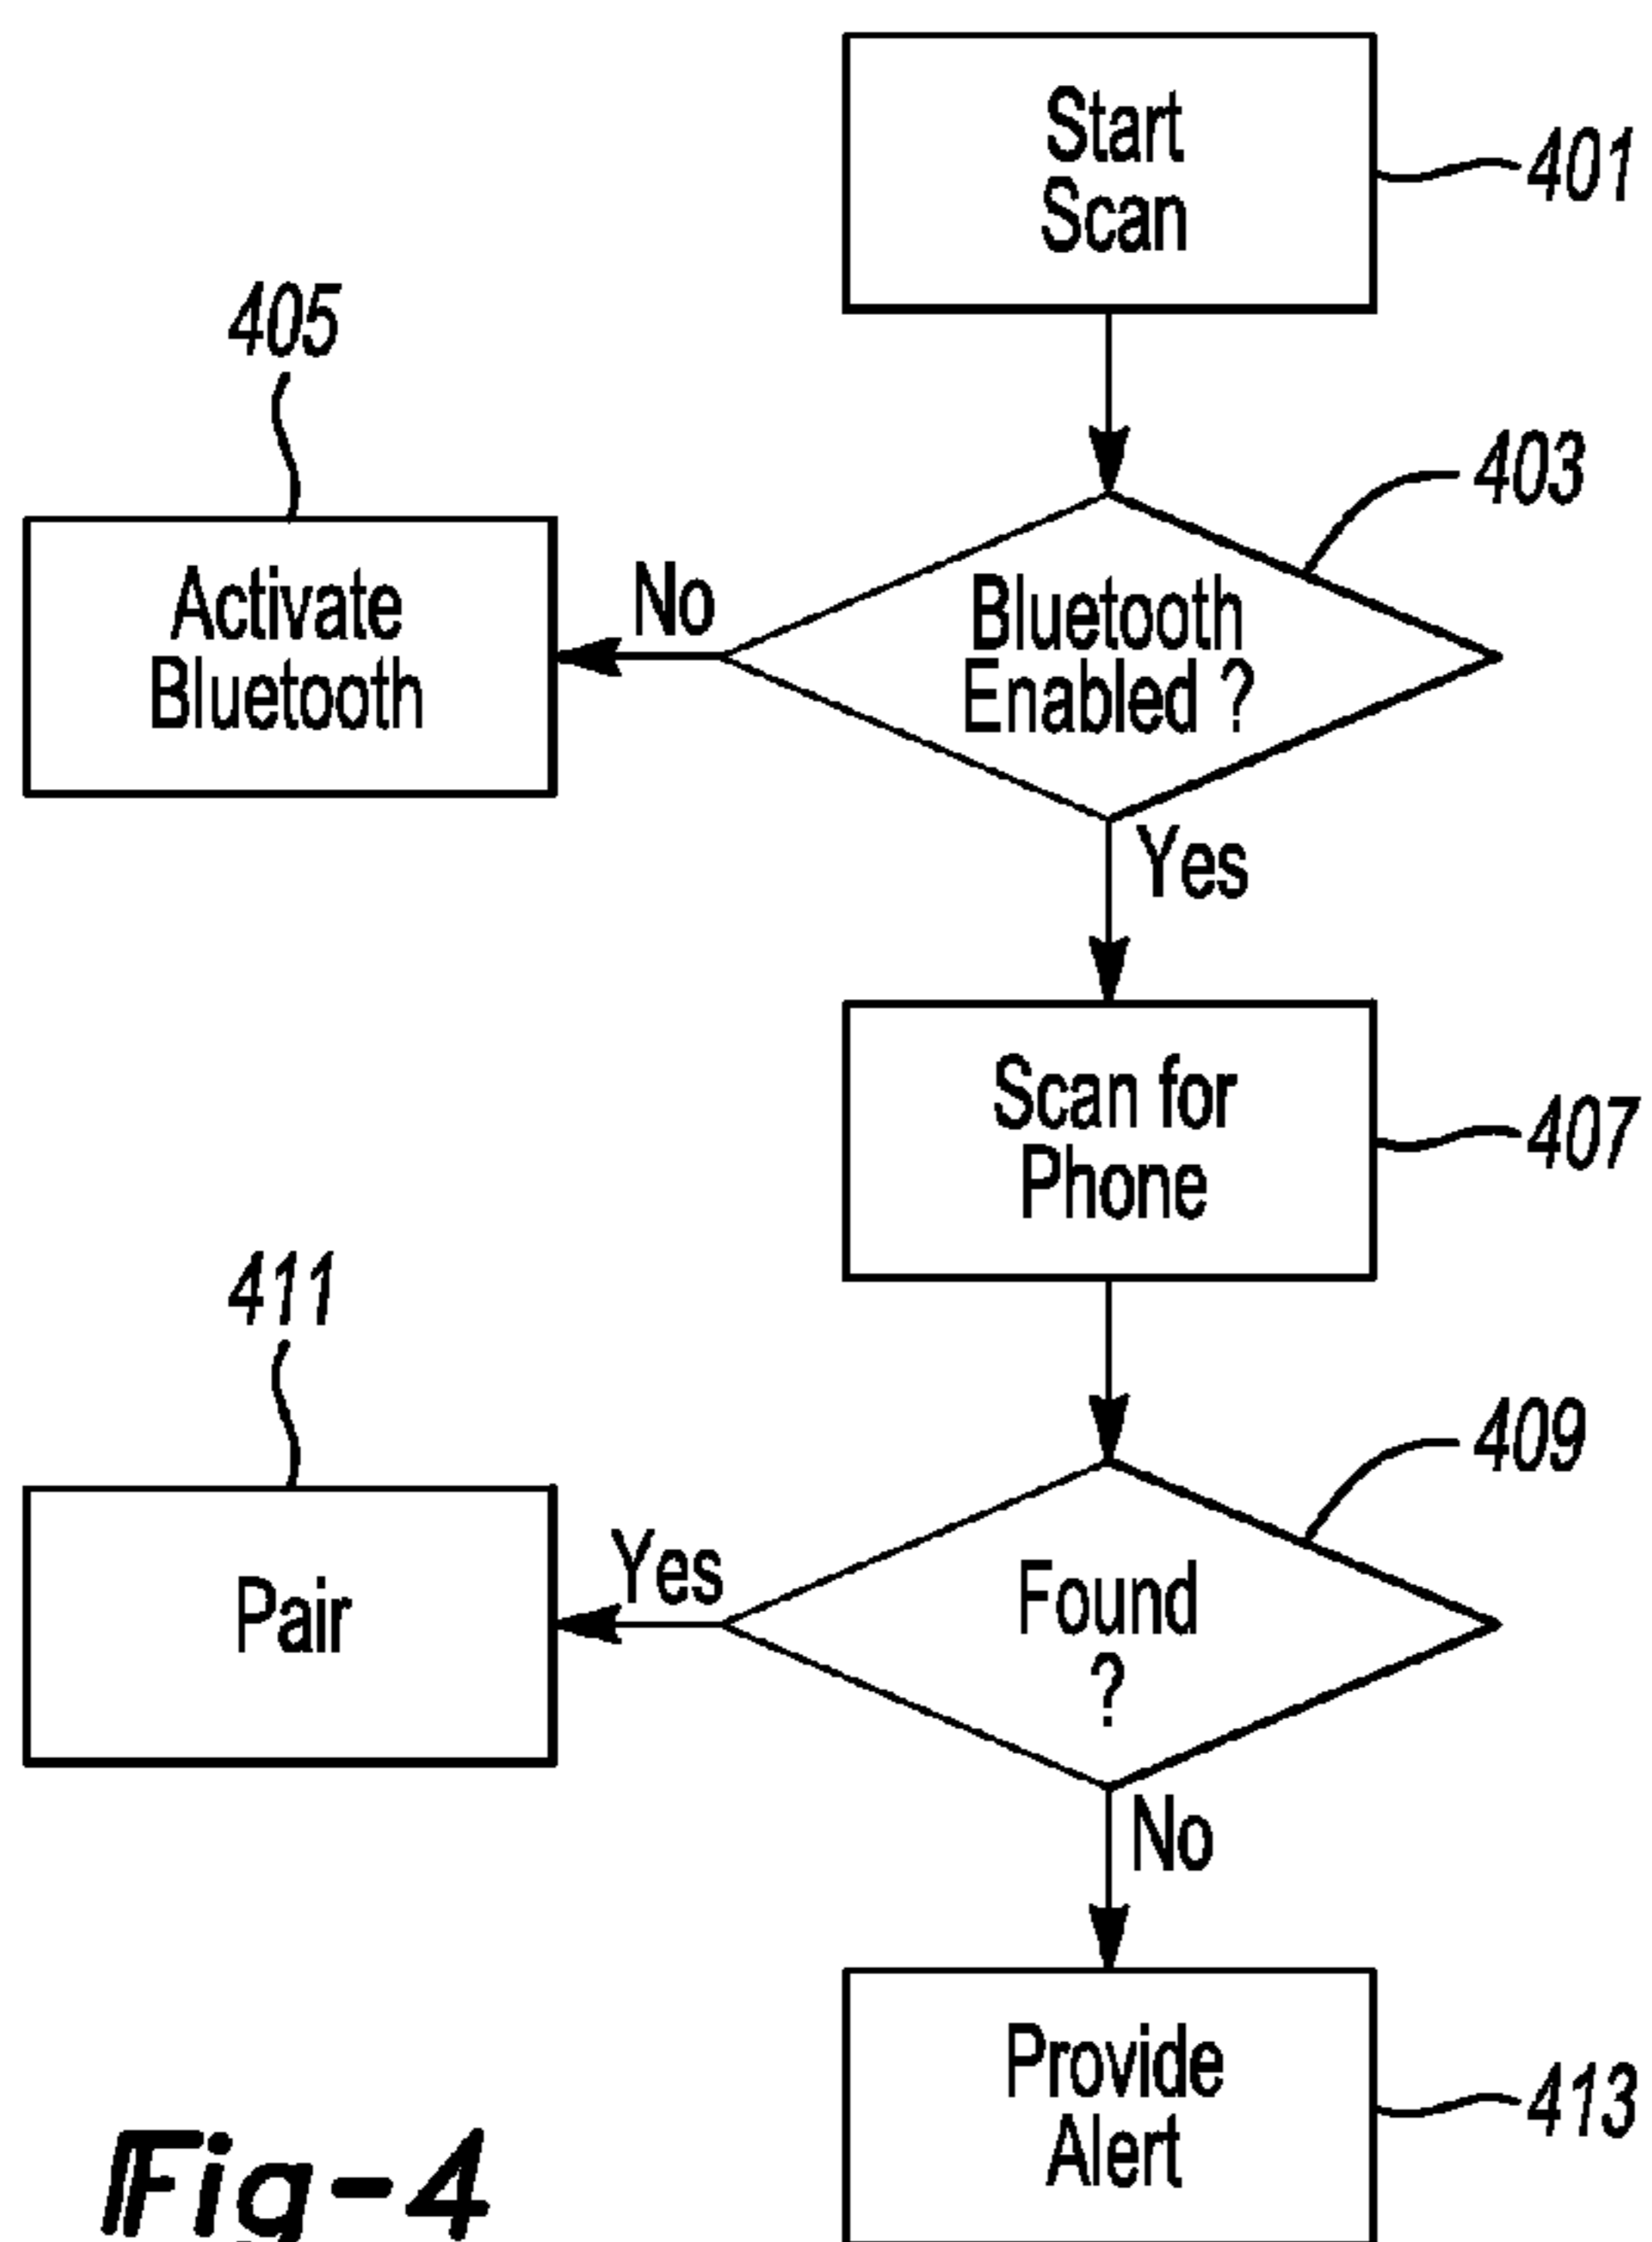 Start
Scan
401
405
403
Activate
Bluetooth
No
Bluetooth
Enabled ?
Yes
Scan for
Phone
407
411
409
Pair
Yes
Found
?
No
Provide
Alert
413
Fig-4